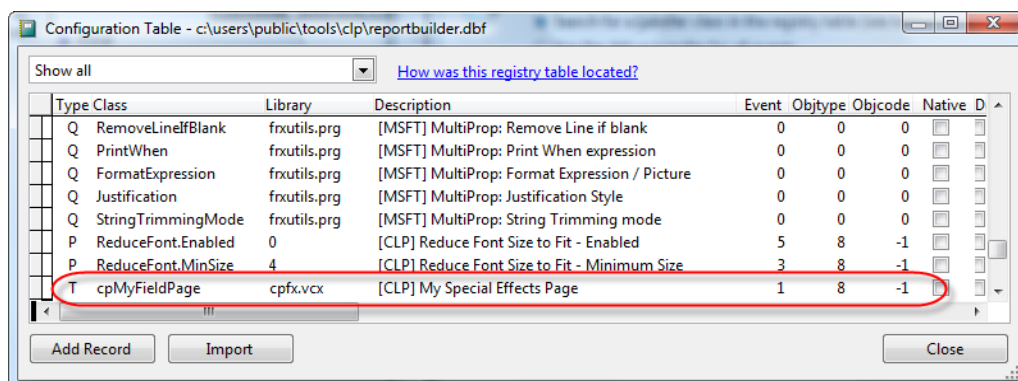 Configuration Table - c:\users\public\tools\clp\reportbuilder.dbf
Show all How was this registry table located?
Type Class Library Description Event Objtype Objcode Native D
Q RemoveLineIfBlank frxutils.prg [MSFT] MultiProp: Remove Line if blank 0 0 0
Q PrintWhen frxutils.prg [MSFT] MultiProp: Print When expression 0 0 0
Q FormatExpression frxutils.prg [MSFT] MultiProp: Format Expression / Picture 0 0 0
Q Justification frxutils.prg [MSFT] MultiProp: Justification Style 0 0 0
Q StringTrimmingMode frxutils.prg [MSFT] MultiProp: String Trimming mode 0 0 0
P ReduceFont.Enabled 0 [CLP] Reduce Font Size to Fit - Enabled 5 8 -1
P ReduceFont.MinSize 4 [CLP] Reduce Font Size to Fit - Minimum Size 3 8 -1
T cpMyFieldPage cpfx.vcx [CLP] My Special Effects Page 1 8 -1
Add Record Import Close